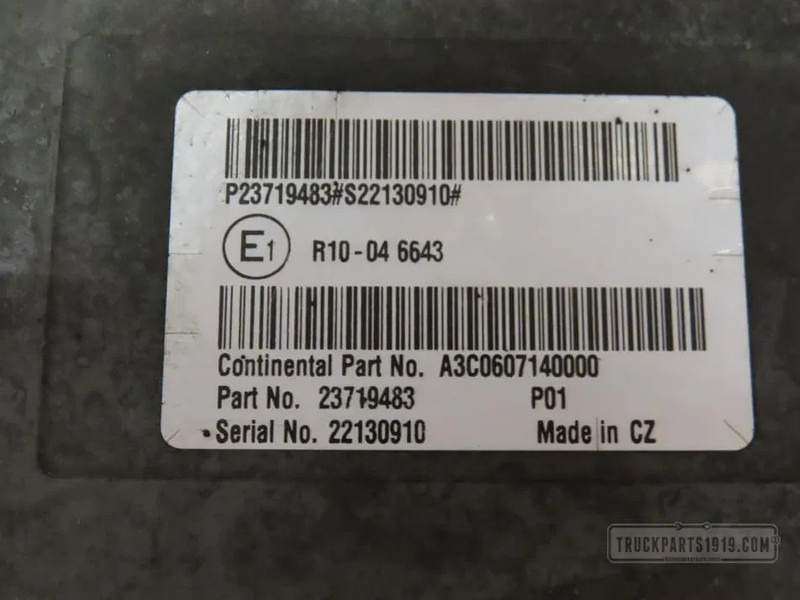 P23719483#S22130910#
E1 R10-04 6643
Continental Part No. A3C0607140000
Part No. 23719483 P01
Serial No. 22130910 Made in CZ
TRUCKPARTS1919.COM